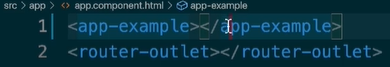 src > app > <> app.component.html > app-example
1 <app-example></app-example>
2 <router-outlet></router-outlet>